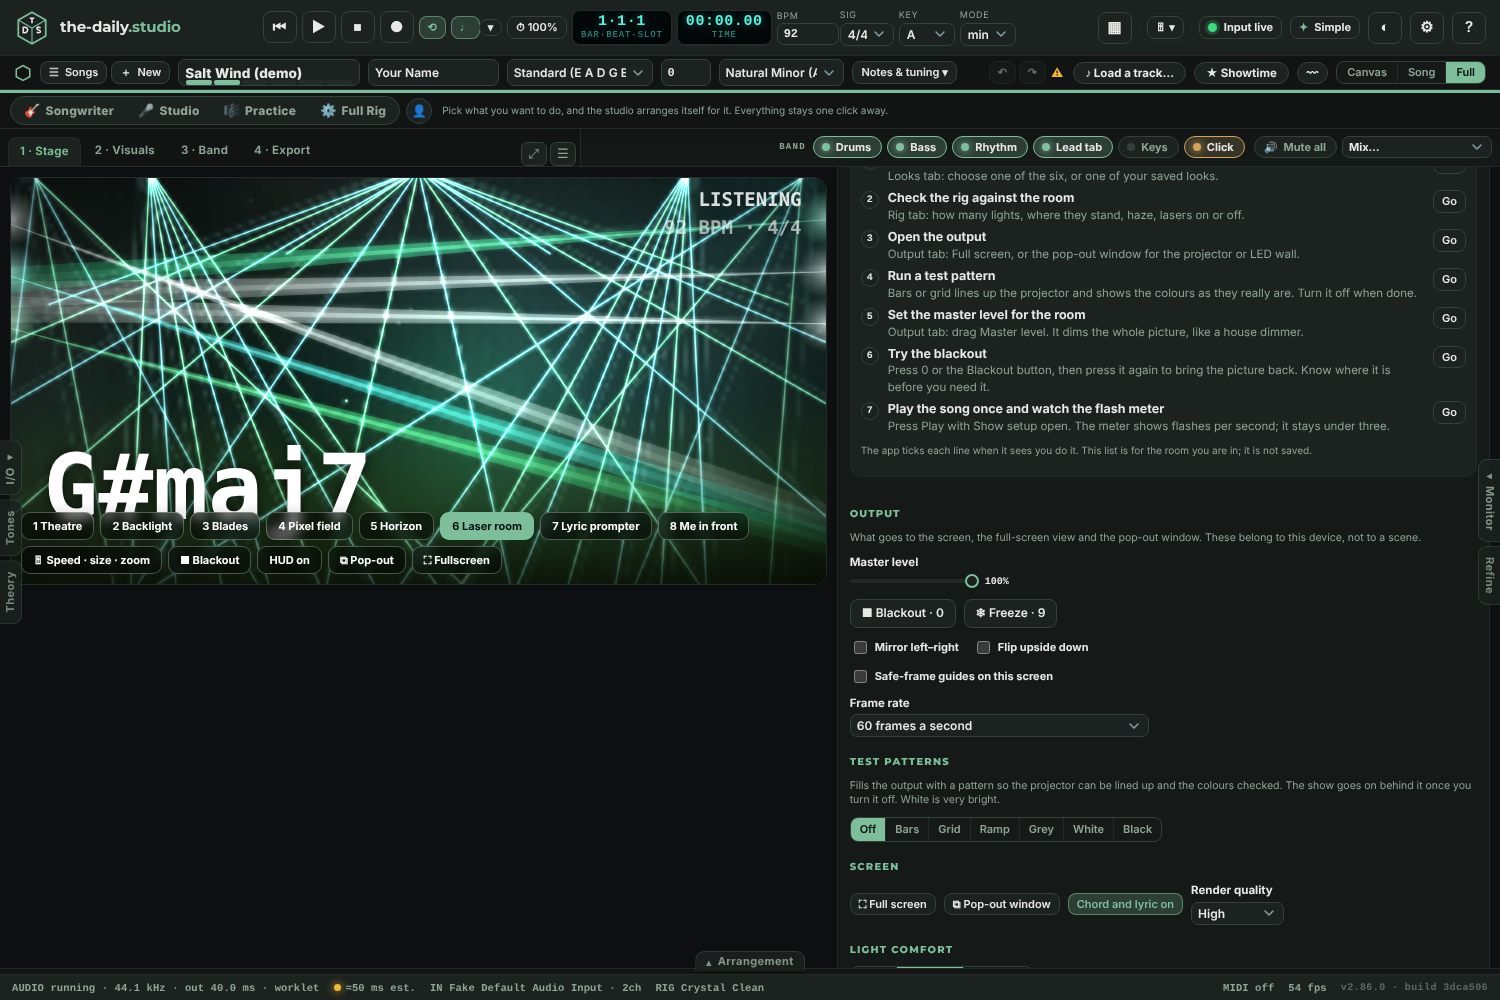 the-daily.studio
100%
1·1·1
BAR·BEAT·SLOT
00:00.00
TIME
BPM
92
SIG
4/4
KEY
A
MODE
min
Input live
Simple
?
Songs
+ New
Salt Wind (demo)
Your Name
Standard (E A D G E
0
Natural Minor (A
Notes & tuning ▾
♪ Load a track…
★ Showtime
Canvas
Song
Full
Songwriter
Studio
Practice
Full Rig
Pick what you want to do, and the studio arranges itself for it. Everything stays one click away.
1 · Stage
2 · Visuals
3 · Band
4 · Export
BAND
Drums
Bass
Rhythm
Lead tab
Keys
Click
Mute all
Mix…
LISTENING
92 BPM · 4/4
G#maj7
1 Theatre
2 Backlight
3 Blades
4 Pixel field
5 Horizon
6 Laser room
7 Lyric prompter
8 Me in front
Speed · size · zoom
Blackout
HUD on
Pop-out
Fullscreen
I/O
Tones
Theory
Monitor
Refine
Looks tab: choose one of the six, or one of your saved looks.
2 Check the rig against the room Go
Rig tab: how many lights, where they stand, haze, lasers on or off.
3 Open the output Go
Output tab: Full screen, or the pop-out window for the projector or LED wall.
4 Run a test pattern Go
Bars or grid lines up the projector and shows the colours as they really are. Turn it off when done.
5 Set the master level for the room Go
Output tab: drag Master level. It dims the whole picture, like a house dimmer.
6 Try the blackout Go
Press 0 or the Blackout button, then press it again to bring the picture back. Know where it is
before you need it.
7 Play the song once and watch the flash meter Go
Press Play with Show setup open. The meter shows flashes per second; it stays under three.
The app ticks each line when it sees you do it. This list is for the room you are in; it is not saved.
OUTPUT
What goes to the screen, the full-screen view and the pop-out window. These belong to this device, not to a scene.
Master level
100%
Blackout · 0
Freeze · 9
Mirror left–right
Flip upside down
Safe-frame guides on this screen
Frame rate
60 frames a second
TEST PATTERNS
Fills the output with a pattern so the projector can be lined up and the colours checked. The show goes on behind it once you
turn it off. White is very bright.
Off
Bars
Grid
Ramp
Grey
White
Black
SCREEN
Full screen
Pop-out window
Chord and lyric on
Render quality
High
LIGHT COMFORT
Arrangement
AUDIO running · 44.1 kHz · out 40.0 ms · worklet
≈50 ms est.
IN Fake Default Audio Input · 2ch
RIG Crystal Clean
MIDI off
54 fps
v2.86.0 · build 3dca506